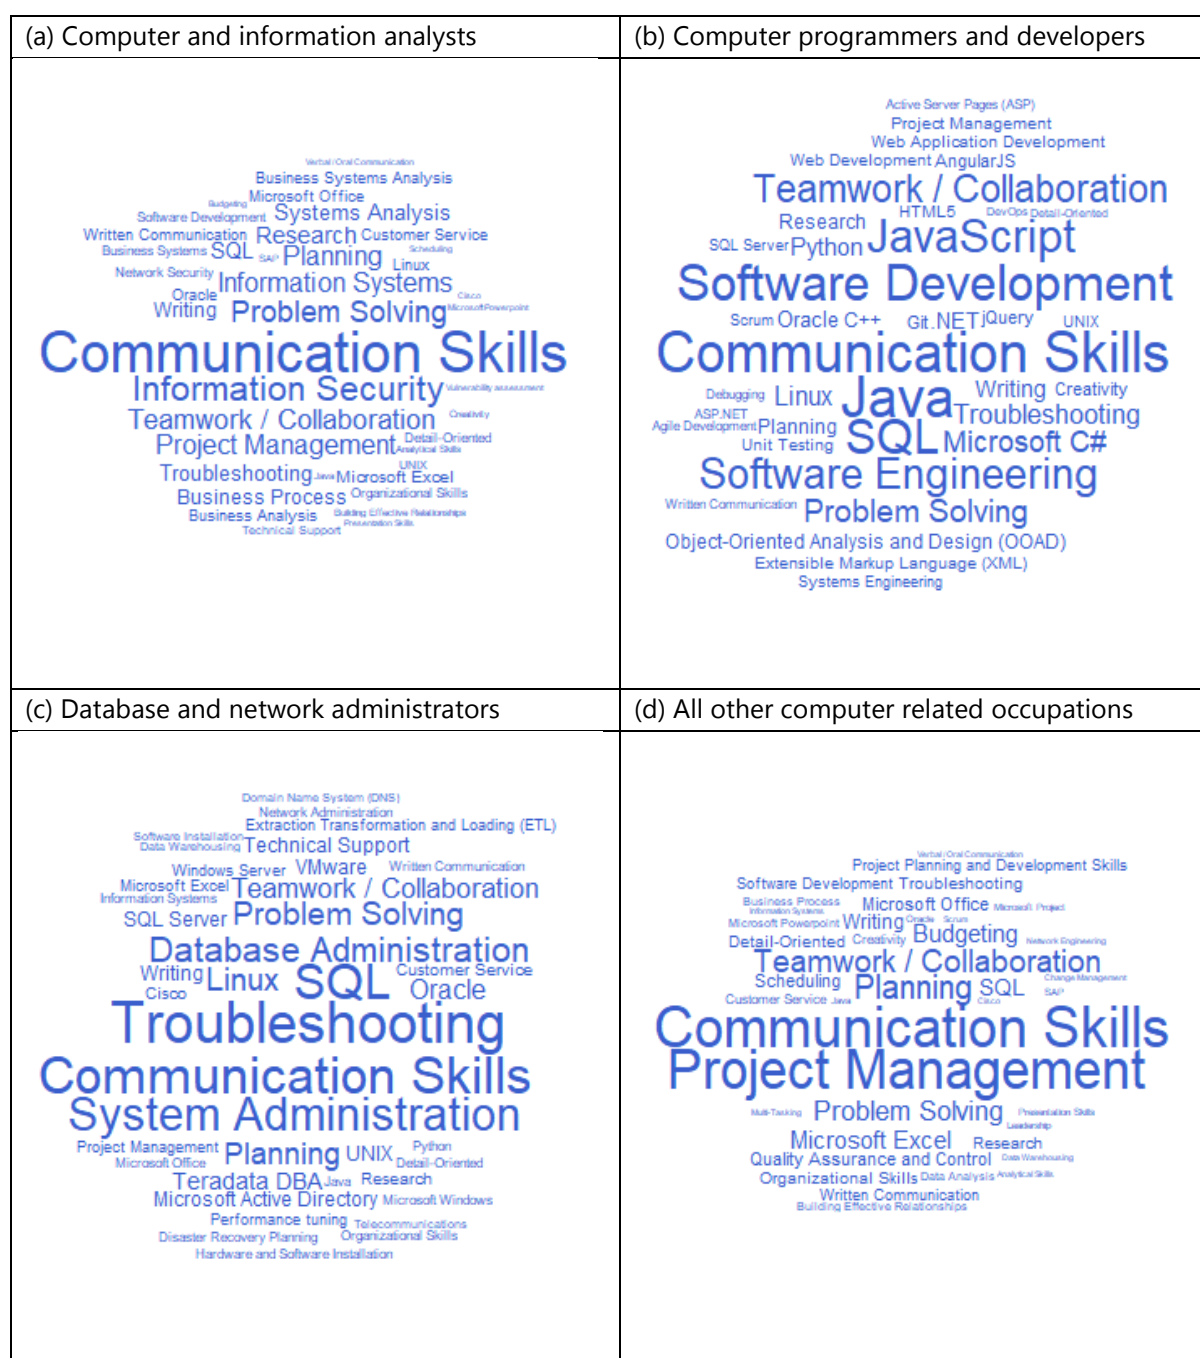 (a) Computer and information analysts
Verbal / Oral Communication
Business Systems Analysis
Microsoft Office
Budgeting
Software Development Systems Analysis
Written Communication Research Customer Service
Business Systems SQL SAP Planning Scheduling
Linux
Network Security Information Systems
Oracle Cisco
Writing Problem Solving Microsoft Powerpoint
Communication Skills
Information Security Vulnerability assessment
Teamwork / Collaboration Creativity
Project Management Detail-Oriented
Analytical Skills
UNIX
Troubleshooting Java Microsoft Excel
Business Process Organizational Skills
Business Analysis Building Effective Relationships
Presentation Skills
Technical Support
(b) Computer programmers and developers
Active Server Pages (ASP)
Project Management
Web Application Development
Web Development AngularJS
Teamwork / Collaboration
Research HTML5 DevOps Detail-Oriented
SQL Server Python JavaScript
Software Development
Scrum Oracle C++ Git .NET jQuery UNIX
Communication Skills
Debugging Linux Java Writing Creativity
ASP.NET Troubleshooting
Agile Development Planning
Unit Testing SQL Microsoft C#
Software Engineering
Written Communication Problem Solving
Object-Oriented Analysis and Design (OOAD)
Extensible Markup Language (XML)
Systems Engineering
(c) Database and network administrators
Domain Name System (DNS)
Network Administration
Extraction Transformation and Loading (ETL)
Software Installation
Data Warehousing Technical Support
Windows Server VMware Written Communication
Microsoft Excel Teamwork / Collaboration
Information Systems
SQL Server Problem Solving
Database Administration
Writing Linux SQL Customer Service
Cisco Oracle
Troubleshooting
Communication Skills
System Administration
Project Management Planning UNIX Python
Microsoft Office Detail-Oriented
Teradata DBA Java Research
Microsoft Active Directory Microsoft Windows
Performance tuning Telecommunications
Disaster Recovery Planning Organizational Skills
Hardware and Software Installation
(d) All other computer related occupations
Verbal / Oral Communication
Project Planning and Development Skills
Software Development Troubleshooting
Business Process Microsoft Office Microsoft Project
Information Systems
Microsoft Powerpoint Writing Oracle Scrum
Detail-Oriented Creativity Budgeting Network Engineering
Teamwork / Collaboration
Scheduling Planning SQL Change Management
Customer Service Java Cisco SAP
Communication Skills
Project Management
Multi-Tasking Problem Solving Presentation Skills
Leadership
Microsoft Excel Research
Quality Assurance and Control Data Warehousing
Organizational Skills Data Analysis Analytical Skills
Written Communication
Building Effective Relationships